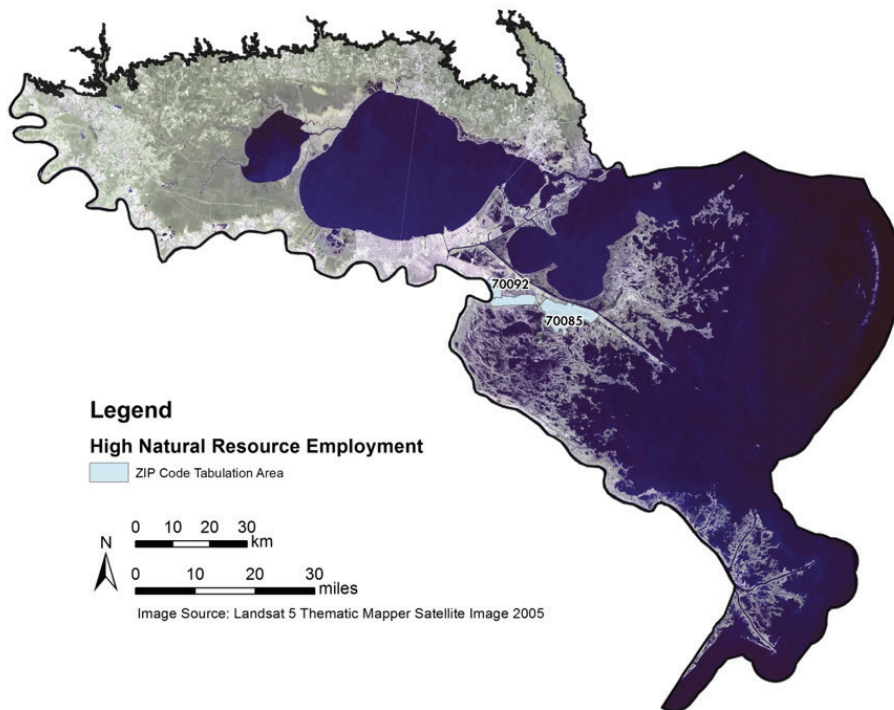 70092
70085
Legend
High Natural Resource Employment
ZIP Code Tabulation Area
0 10 20 30
km
N
0 10 20 30
miles
Image Source: Landsat 5 Thematic Mapper Satellite Image 2005